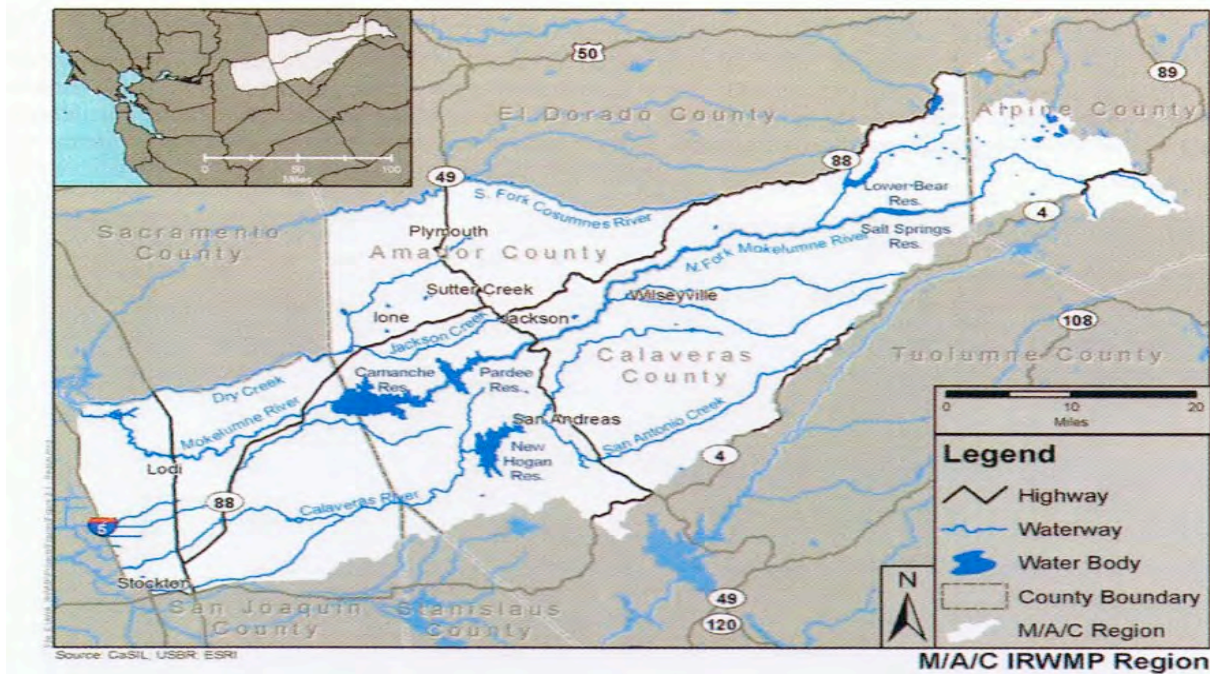 50
89
El Dorado County
Alpine County
88
Lower Bear
Res.
0
50
100
Miles
49
S. Fork Cosumnes River
4
Sacramento
County
Plymouth
Amador County
Salt Springs
Res.
N. Fork Mokelumne River
Sutter Creek
Wilseyville
Ione
Jackson
Jackson Creek
108
Calaveras
County
Tuolumne County
Camanche
Res.
Pardee
Res.
Dry Creek
Mokelumne River
San Andreas
San Antonio Creek
New
Hogan
Res.
Lodi
4
88
Calaveras River
5
Stockton
San Joaquin
County
Stanislaus
County
49
120
0
10
20
Miles
Legend
Highway
Waterway
Water Body
County Boundary
M/A/C Region
N
Source: CaSIL; USBR; ESRI
M/A/C IRWMP Region